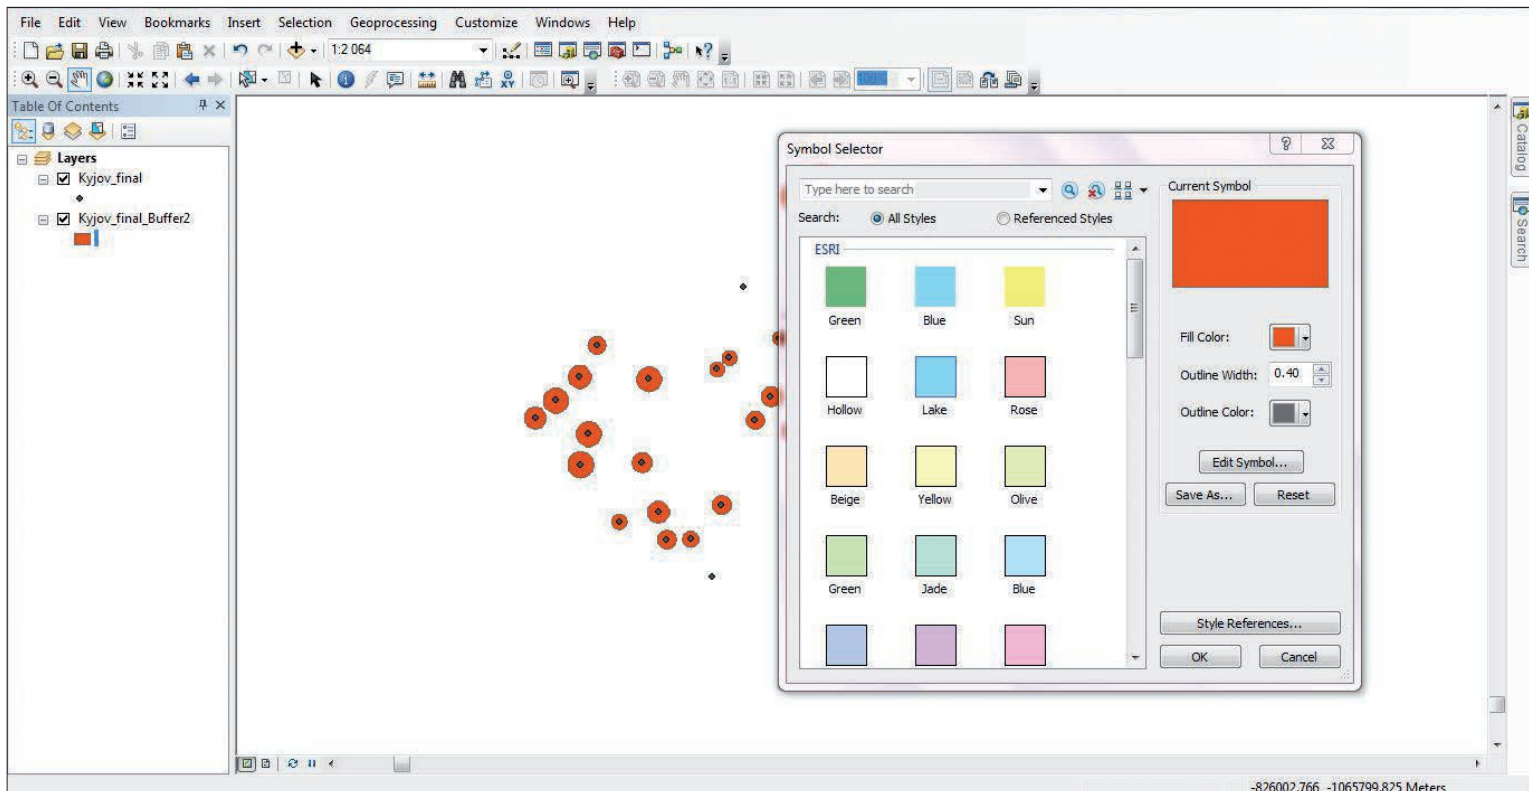 File Edit View Bookmarks Insert Selection Geoprocessing Customize Windows Help
1:2 064
XY
100%
Table Of Contents
Layers
Kyjov_final
Kyjov_final_Buffer2
Symbol Selector
Type here to search
Search: All Styles Referenced Styles
ESRI
Green Blue Sun
Hollow Lake Rose
Beige Yellow Olive
Green Jade Blue
Current Symbol
Fill Color:
Outline Width: 0.40
Outline Color:
Edit Symbol...
Save As... Reset
Style References...
OK Cancel
Catalog
Search
-826002,766 -1065799,825 Meters